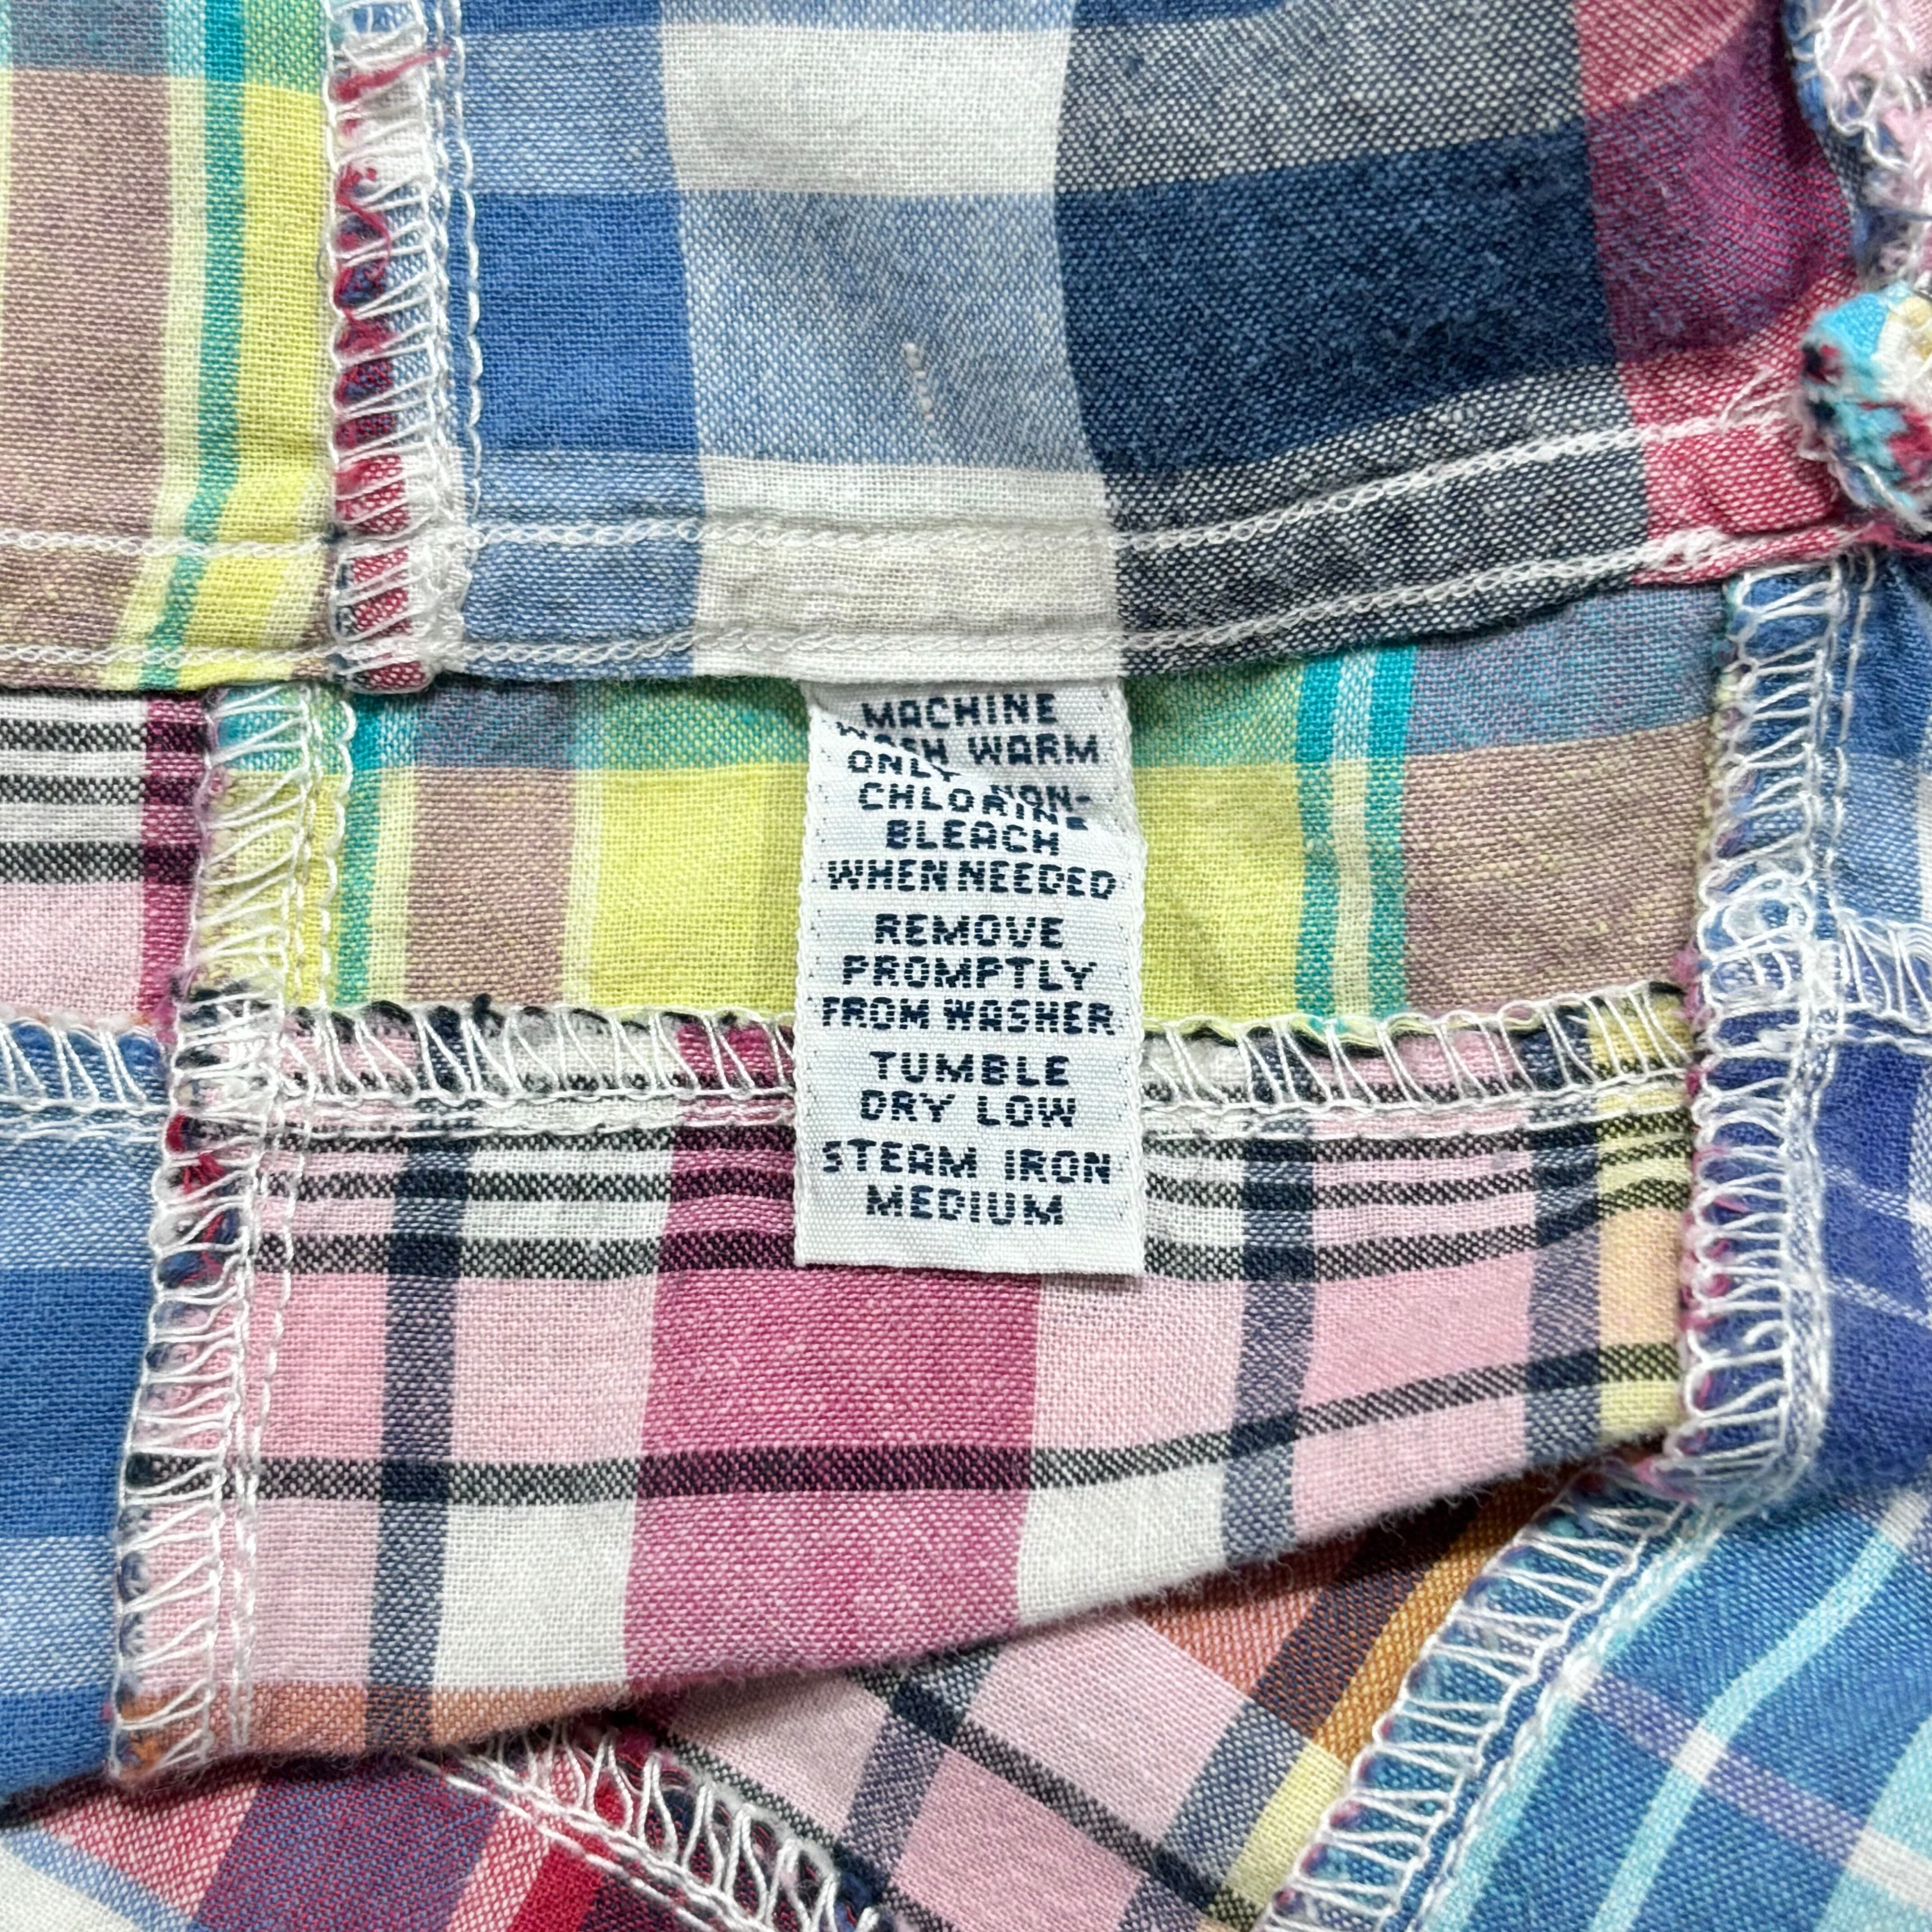 MACHINE
WASH WARM
ONLY NON-
CHLORINE
BLEACH
WHEN NEEDED
REMOVE
PROMPTLY
FROM WASHER
TUMBLE
DRY LOW
STEAM IRON
MEDIUM